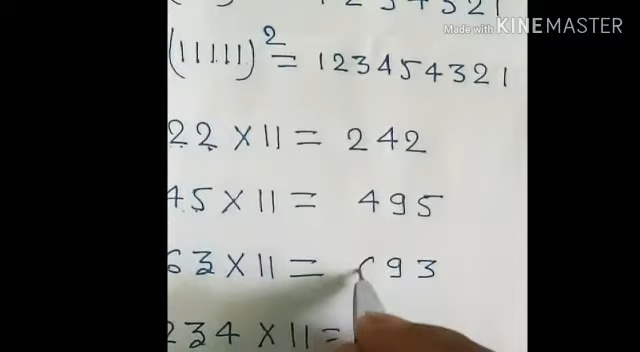 Made with KINEMASTER
(11111)² = 123454321
22 × 11 = 242
45 × 11 = 495
63 × 11 = 693
234 × 11 =